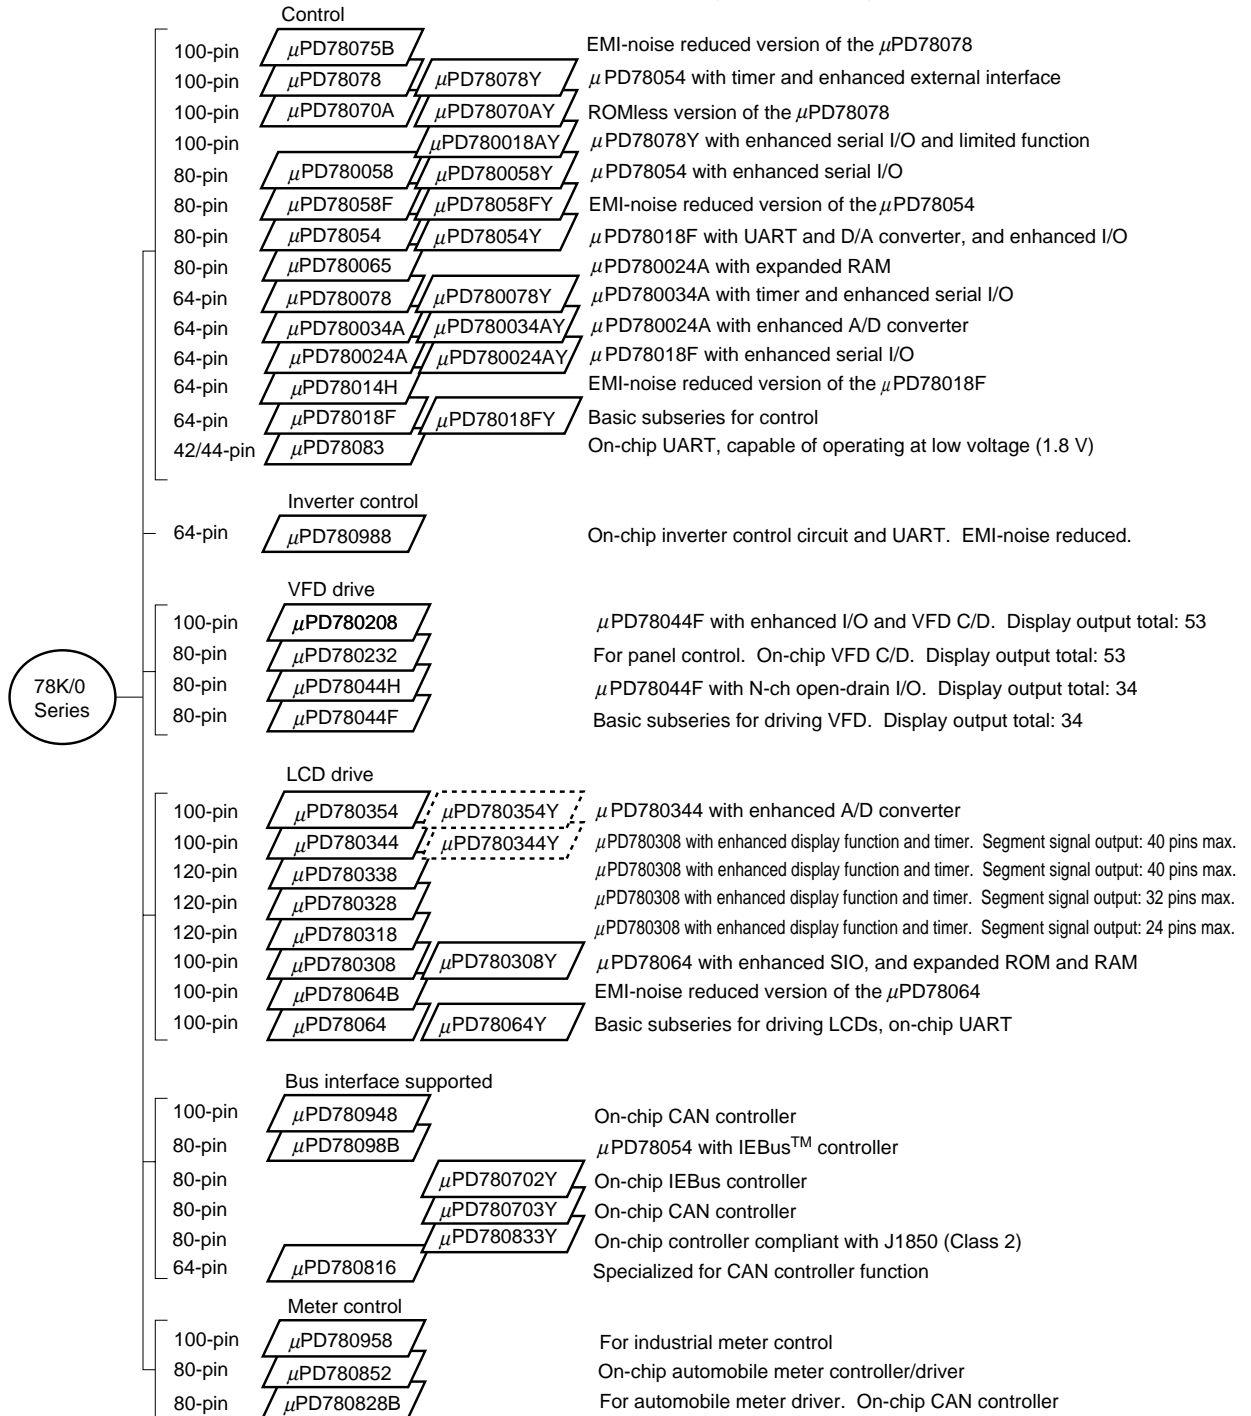 Control
100-pin μPD78075B EMI-noise reduced version of the μPD78078
100-pin μPD78078 μPD78078Y μPD78054 with timer and enhanced external interface
100-pin μPD78070A μPD78070AY ROMless version of the μPD78078
100-pin μPD780018AY μPD78078Y with enhanced serial I/O and limited function
80-pin μPD780058 μPD780058Y μPD78054 with enhanced serial I/O
80-pin μPD78058F μPD78058FY EMI-noise reduced version of the μPD78054
80-pin μPD78054 μPD78054Y μPD78018F with UART and D/A converter, and enhanced I/O
80-pin μPD780065 μPD780024A with expanded RAM
64-pin μPD780078 μPD780078Y μPD780034A with timer and enhanced serial I/O
64-pin μPD780034A μPD780034AY μPD780024A with enhanced A/D converter
64-pin μPD780024A μPD780024AY μPD78018F with enhanced serial I/O
64-pin μPD78014H EMI-noise reduced version of the μPD78018F
64-pin μPD78018F μPD78018FY Basic subseries for control
42/44-pin μPD78083 On-chip UART, capable of operating at low voltage (1.8 V)
Inverter control
64-pin μPD780988 On-chip inverter control circuit and UART. EMI-noise reduced.
VFD drive
100-pin μPD780208 μPD78044F with enhanced I/O and VFD C/D. Display output total: 53
80-pin μPD780232 For panel control. On-chip VFD C/D. Display output total: 53
78K/0 Series
80-pin μPD78044H μPD78044F with N-ch open-drain I/O. Display output total: 34
80-pin μPD78044F Basic subseries for driving VFD. Display output total: 34
LCD drive
100-pin μPD780354 μPD780354Y μPD780344 with enhanced A/D converter
100-pin μPD780344 μPD780344Y μPD780308 with enhanced display function and timer. Segment signal output: 40 pins max.
120-pin μPD780338 μPD780308 with enhanced display function and timer. Segment signal output: 40 pins max.
120-pin μPD780328 μPD780308 with enhanced display function and timer. Segment signal output: 32 pins max.
120-pin μPD780318 μPD780308 with enhanced display function and timer. Segment signal output: 24 pins max.
100-pin μPD780308 μPD780308Y μPD78064 with enhanced SIO, and expanded ROM and RAM
100-pin μPD78064B EMI-noise reduced version of the μPD78064
100-pin μPD78064 μPD78064Y Basic subseries for driving LCDs, on-chip UART
Bus interface supported
100-pin μPD780948 On-chip CAN controller
80-pin μPD78098B μPD78054 with IEBus™ controller
80-pin μPD780702Y On-chip IEBus controller
80-pin μPD780703Y On-chip CAN controller
80-pin μPD780833Y On-chip controller compliant with J1850 (Class 2)
64-pin μPD780816 Specialized for CAN controller function
Meter control
100-pin μPD780958 For industrial meter control
80-pin μPD780852 On-chip automobile meter controller/driver
80-pin μPD780828B For automobile meter driver. On-chip CAN controller